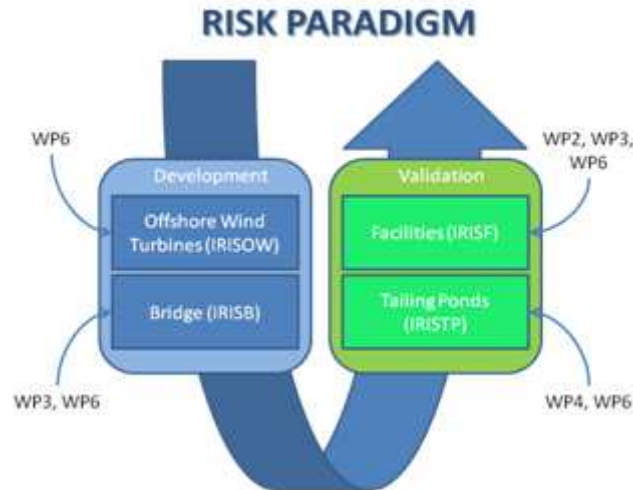 RISK PARADIGM
WP6
Development
Offshore Wind
Turbines (IRISOW)
Bridge (IRISB)
WP3, WP6
WP2, WP3,
WP6
Validation
Facilities (IRISF)
Tailing Ponds
(IRISTP)
WP4, WP6